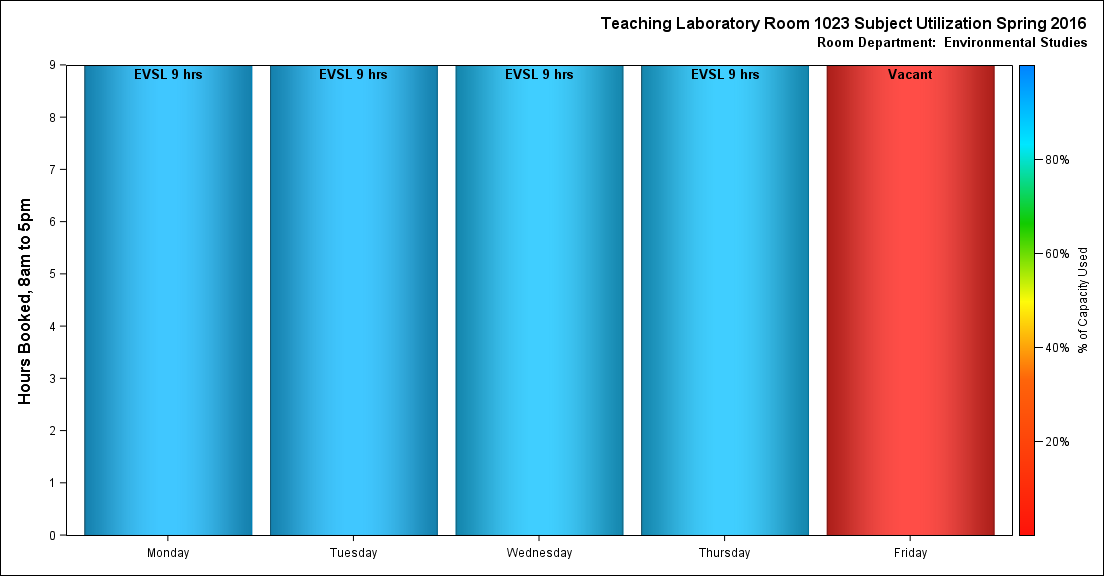 Teaching Laboratory Room 1023 Subject Utilization Spring 2016
Room Department: Environmental Studies
EVSL 9 hrs
EVSL 9 hrs
EVSL 9 hrs
EVSL 9 hrs
Vacant
Hours Booked, 8am to 5pm
9
8
7
6
5
4
3
2
1
0
Monday
Tuesday
Wednesday
Thursday
Friday
80%
60%
40%
20%
% of Capacity Used